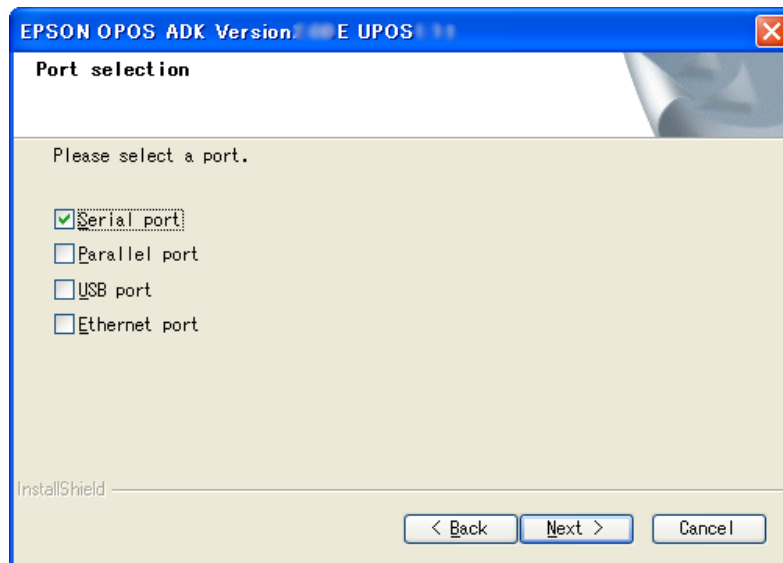 EPSON OPOS ADK Version E UPOS
Port selection
Please select a port.
Serial port
Parallel port
USB port
Ethernet port
InstallShield
< Back
Next >
Cancel